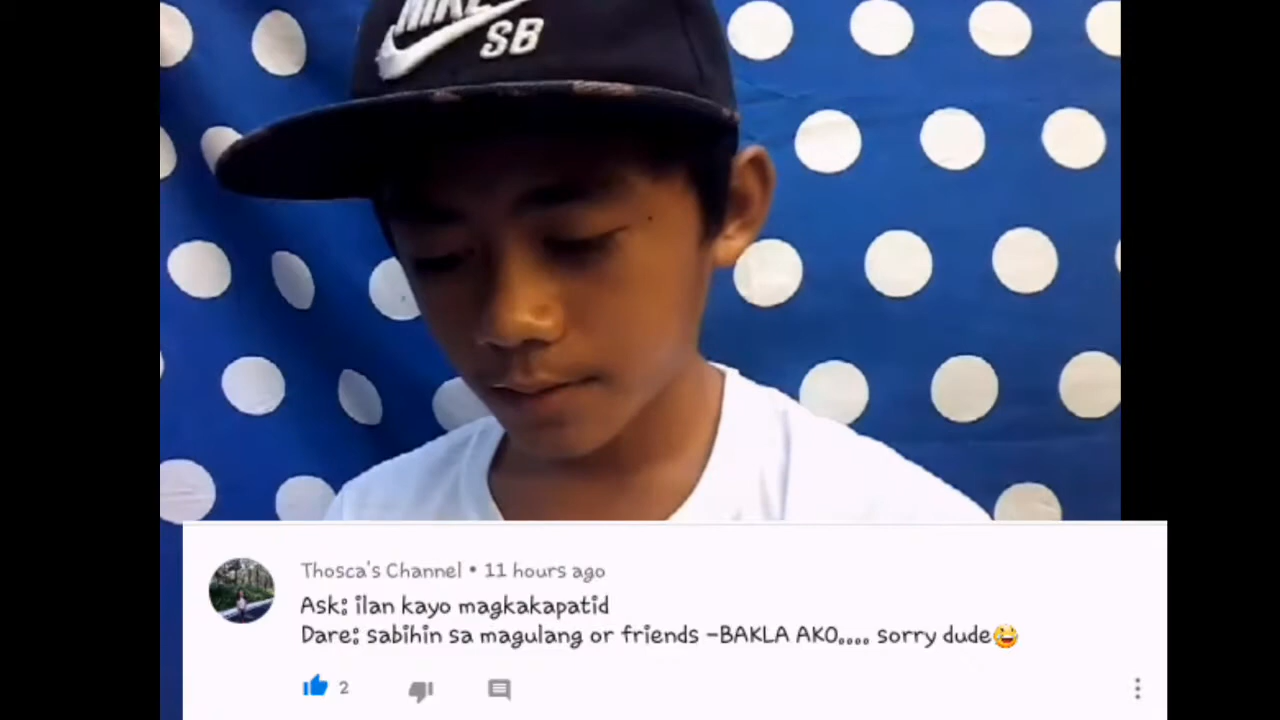 NIKE
SB
Thosca's Channel • 11 hours ago
Ask: ilan kayo magkakapatid
Dare: sabihin sa magulang or friends -BAKLA AKO.... sorry dude😆
2